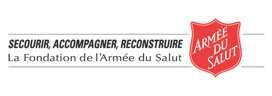 SECOURIR, ACCOMPAGNER, RECONSTRUIRE
La Fondation de l'Armée du Salut
ARMÉE
DU
SALUT